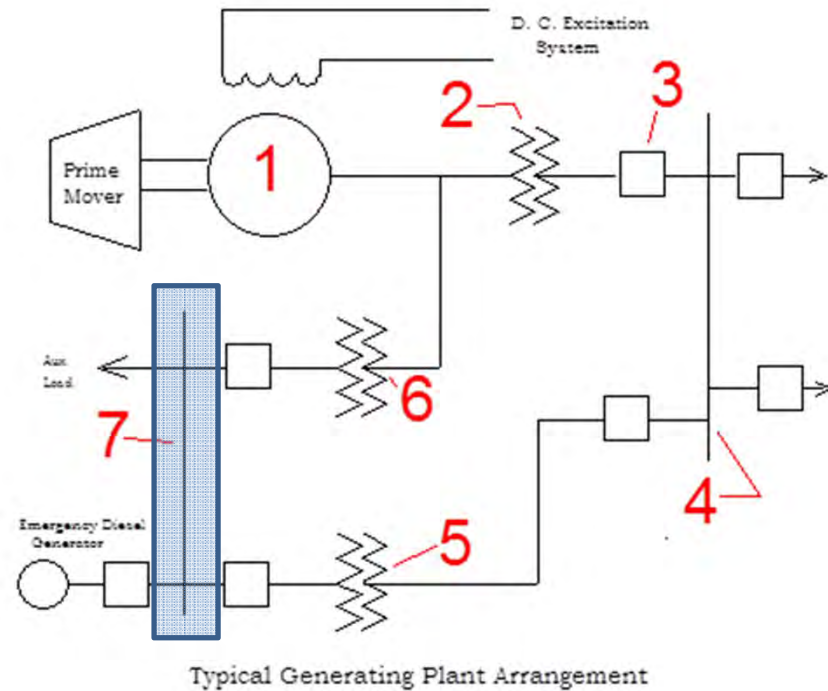 D. C. Excitation
System
2
3
1
Prime
Mover
Aux
Load
6
7
4
Emergency Diesel
Generator
5
Typical Generating Plant Arrangement